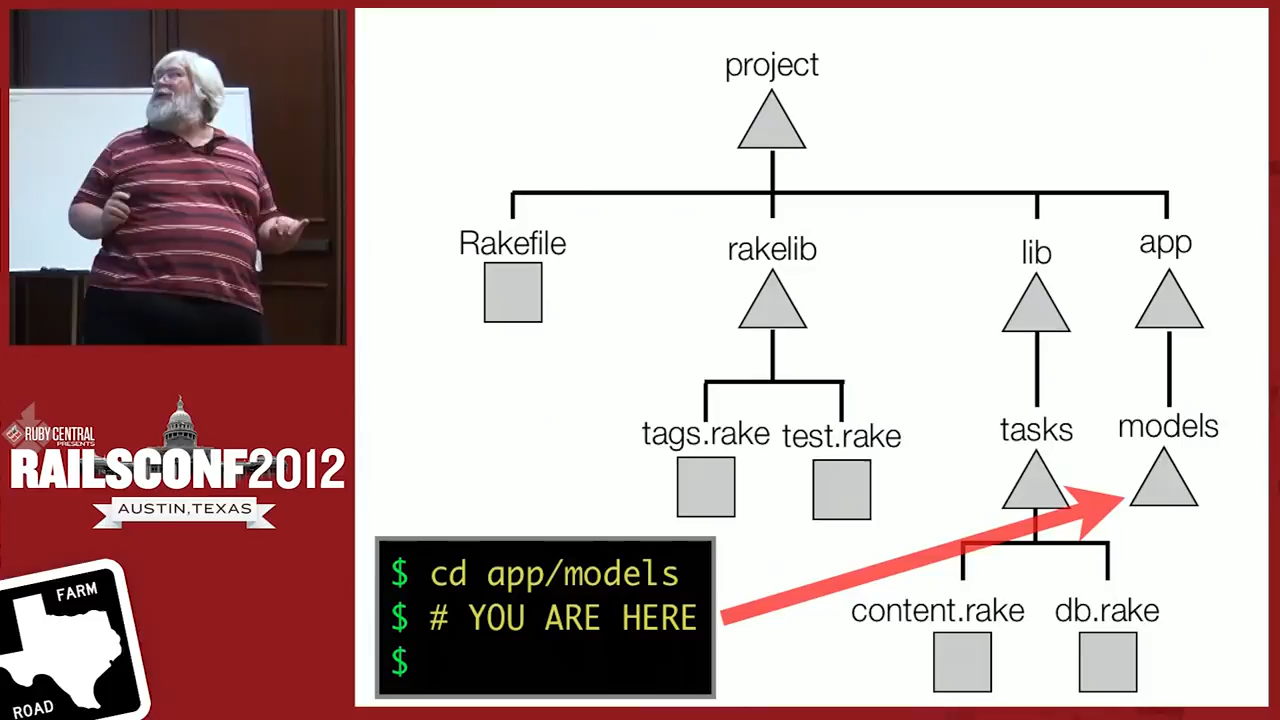 project
Rakefile
rakelib
lib
app
tags.rake
test.rake
tasks
models
content.rake
db.rake
$ cd app/models
$ # YOU ARE HERE
$
RUBY CENTRAL
PRESENTS
RAILSCONF2012
AUSTIN,TEXAS
FARM
ROAD